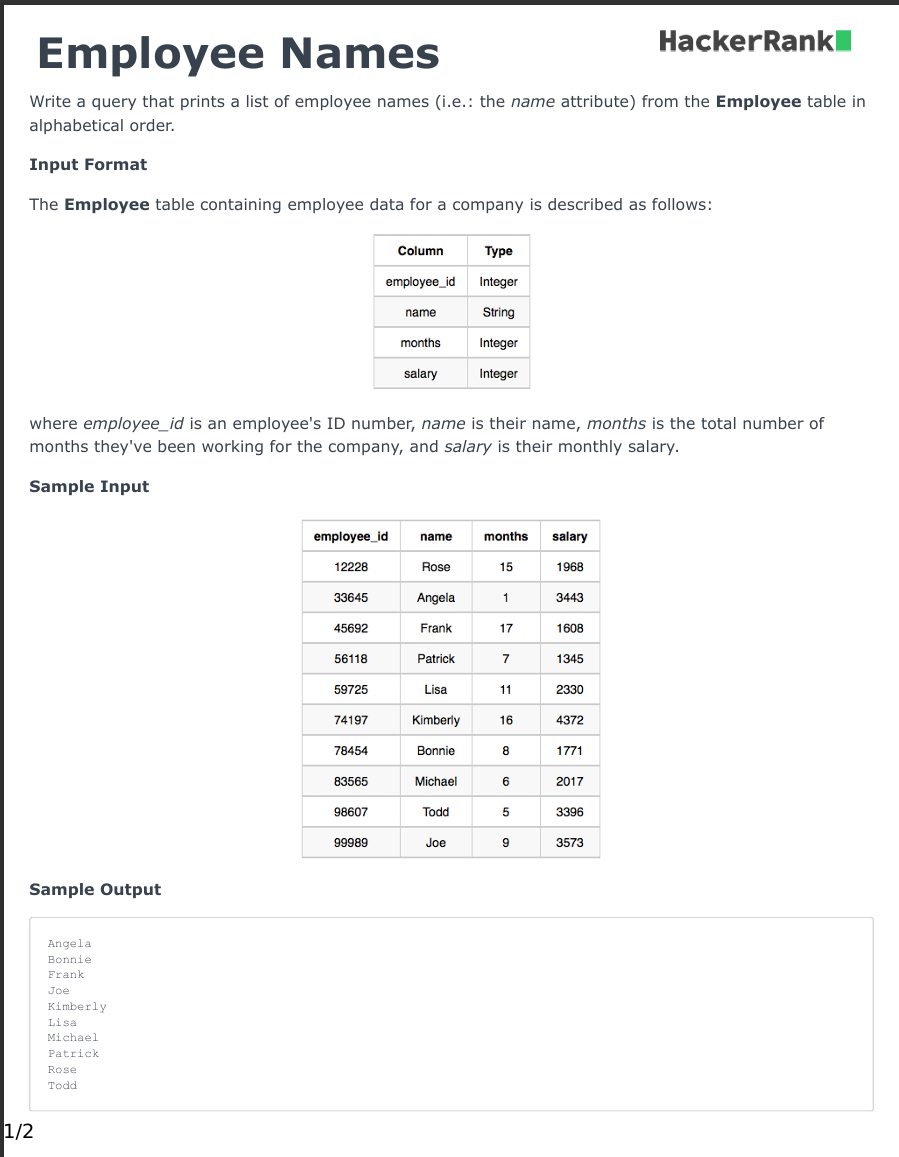 Employee Names
HackerRank
Write a query that prints a list of employee names (i.e.: the name attribute) from the Employee table in
alphabetical order.
Input Format
The Employee table containing employee data for a company is described as follows:
Column Type
employee_id Integer
name String
months Integer
salary Integer
where employee_id is an employee's ID number, name is their name, months is the total number of
months they've been working for the company, and salary is their monthly salary.
Sample Input
employee_id name months salary
12228 Rose 15 1968
33645 Angela 1 3443
45692 Frank 17 1608
56118 Patrick 7 1345
59725 Lisa 11 2330
74197 Kimberly 16 4372
78454 Bonnie 8 1771
83565 Michael 6 2017
98607 Todd 5 3396
99989 Joe 9 3573
Sample Output
Angela
Bonnie
Frank
Joe
Kimberly
Lisa
Michael
Patrick
Rose
Todd
1/2